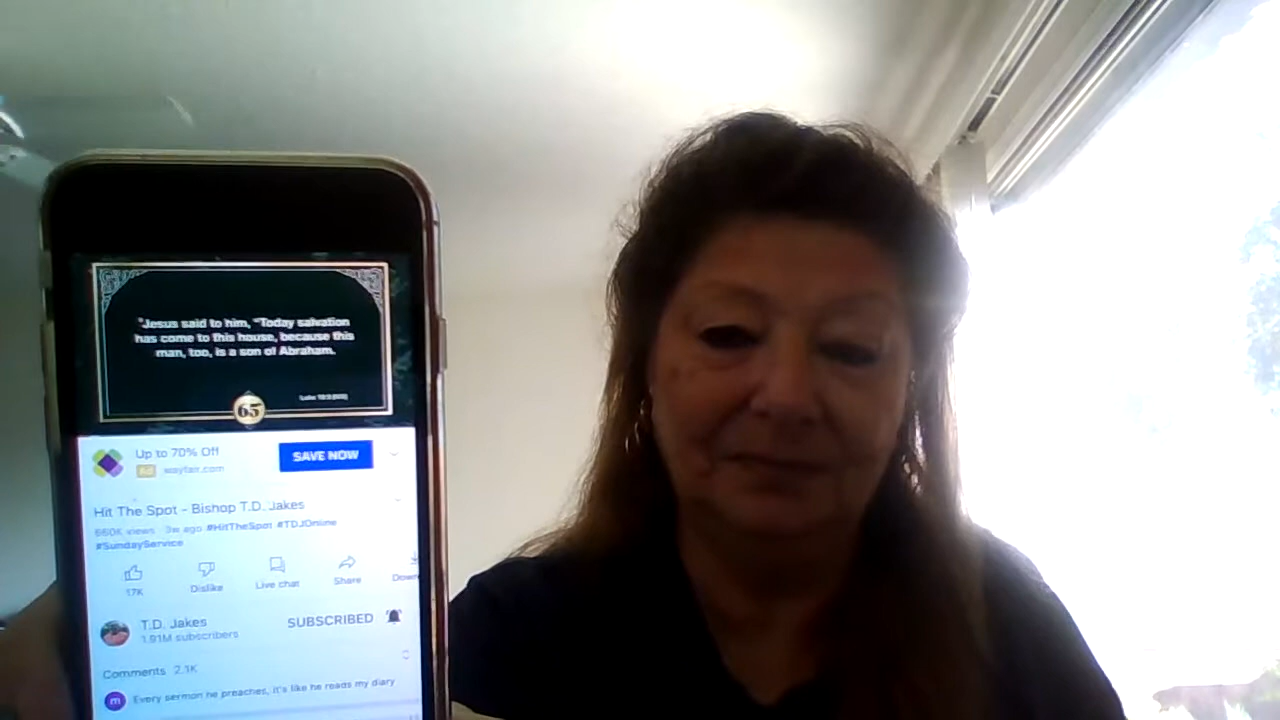 "Jesus said to him, "Today salvation
has come to this house, because this
man, too, is a son of Abraham.
65
Up to 70% Off
Ad wayfair.com
SAVE NOW
Hit The Spot - Bishop T.D. Jakes
660K views 3w ago #HitTheSpot #TDJOnline
#SundayService
17K
Dislike
Live chat
Share
T.D. Jakes
1.91M subscribers
SUBSCRIBED
Comments 2.1K
m
Every sermon he preaches, it's like he reads my diary